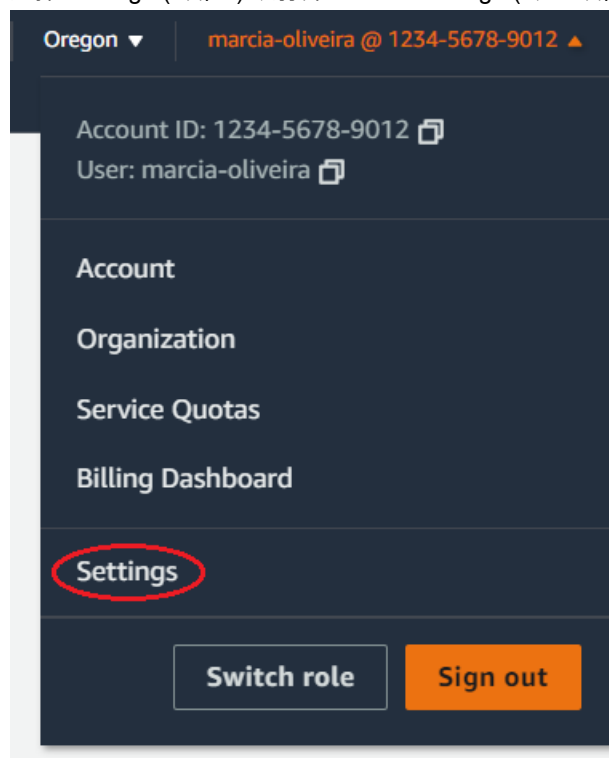 Oregon ▼ marcia-oliveira @ 1234-5678-9012 ▲
Account ID: 1234-5678-9012
User: marcia-oliveira
Account
Organization
Service Quotas
Billing Dashboard
Settings
Switch role Sign out